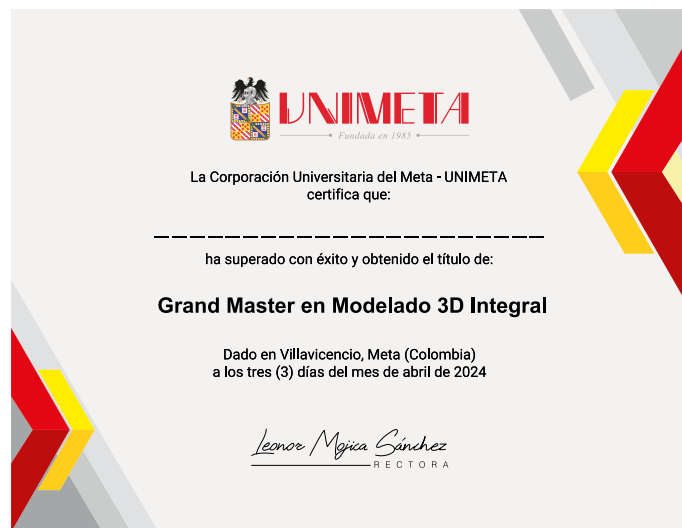 UNIMETA
Fundada en 1985
La Corporación Universitaria del Meta - UNIMETA
certifica que:
ha superado con éxito y obtenido el título de:
Grand Master en Modelado 3D Integral
Dado en Villavicencio, Meta (Colombia)
a los tres (3) días del mes de abril de 2024
Leonor Mojica Sánchez
RECTORA